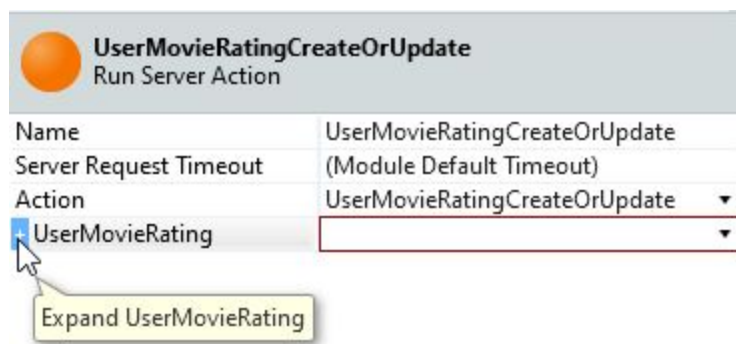 UserMovieRatingCreateOrUpdate
Run Server Action
Name UserMovieRatingCreateOrUpdate
Server Request Timeout (Module Default Timeout)
Action UserMovieRatingCreateOrUpdate
+ UserMovieRating
Expand UserMovieRating